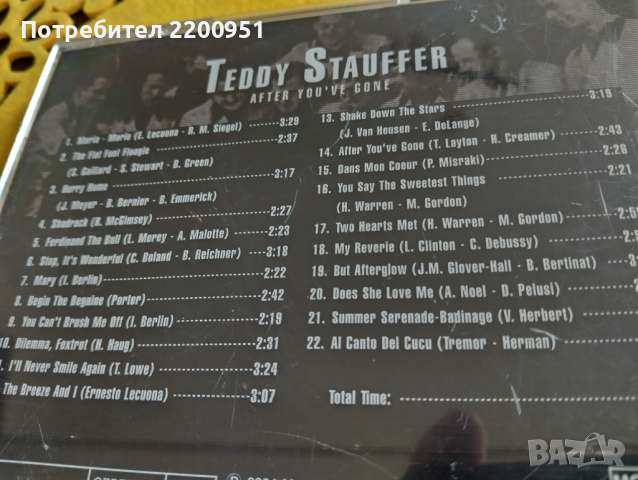 Потребител 2200951
TEDDY STAUFFER
AFTER YOU'VE GONE
1. Maria - Maria (E. Lecuona - R. M. Siegel) 3:29
2. The Flat Foot Floogie 2:37
(S. Gaillard - S. Stewart - B. Green)
3. Hurry Home 3:17
(J. Meyer - B. Bernier - B. Emmerick)
4. Shadrack (R. McGimsey) 2:27
5. Ferdinand The Bull (L. Morey - A. Malotte) 2:23
6. Stop, It's Wonderful (C. Boland - B. Reichner) 3:18
7. Mary (I. Berlin) 2:22
8. Begin The Beguine (Porter) 2:42
9. You Can't Brush Me Off (I. Berlin) 2:19
10. Dilemma, Foxtrot (H. Haug) 2:31
I'll Never Smile Again (T. Lowe) 3:24
The Breeze And I (Ernesto Lecuona) 3:07
13. Shake Down The Stars 3:19
(J. Van Heusen - E. DeLange)
14. After You've Gone (T. Layton - H. Creamer) 2:43
15. Dans Mon Coeur (P. Misraki) 2:26
16. You Say The Sweetest Things 2:21
(H. Warren - M. Gordon)
17. Two Hearts Met (H. Warren - M. Gordon)
18. My Reverie (L. Clinton - C. Debussy)
19. But Afterglow (J.M. Glover-Hall - B. Bertinat)
20. Does She Love Me (A. Noel - D. Pelusi)
21. Summer Serenade-Badinage (V. Herbert)
22. Al Canto Del Cucu (Tremor - Herman)
Total Time:
BAZAR.bg